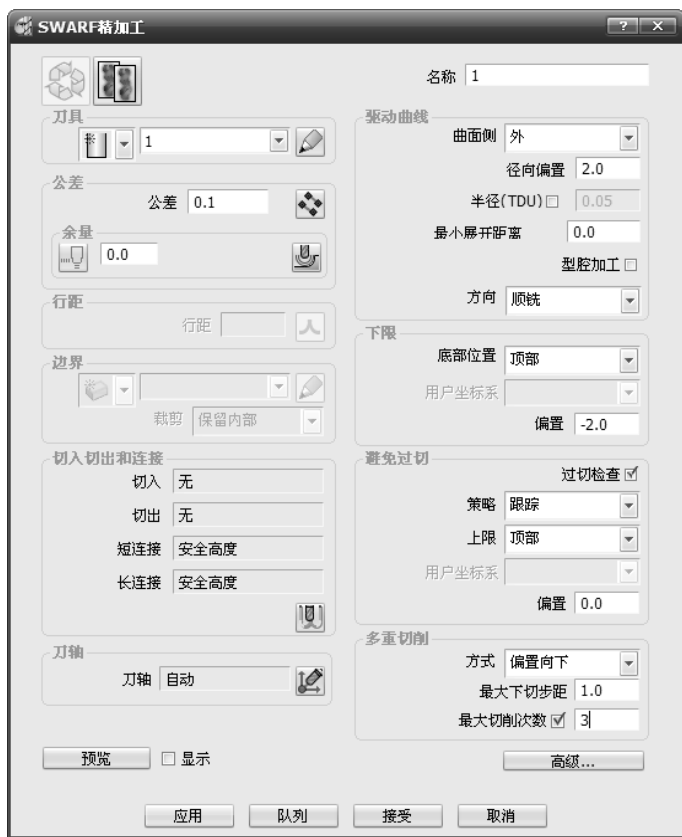 SWARF精加工
名称 1
刀具
1
公差
公差 0.1
余量
0.0
行距
行距
边界
裁剪 保留内部
切入切出和连接
切入 无
切出 无
短连接 安全高度
长连接 安全高度
刀轴
刀轴 自动
预览 显示
驱动曲线
曲面侧 外
径向偏置 2.0
半径(TDU) 0.05
最小展开距离 0.0
型腔加工
方向 顺铣
下限
底部位置 顶部
用户坐标系
偏置 -2.0
避免过切
过切检查
策略 跟踪
上限 顶部
用户坐标系
偏置 0.0
多重切削
方式 偏置向下
最大下切步距 1.0
最大切削次数 3
高级...
应用 队列 接受 取消